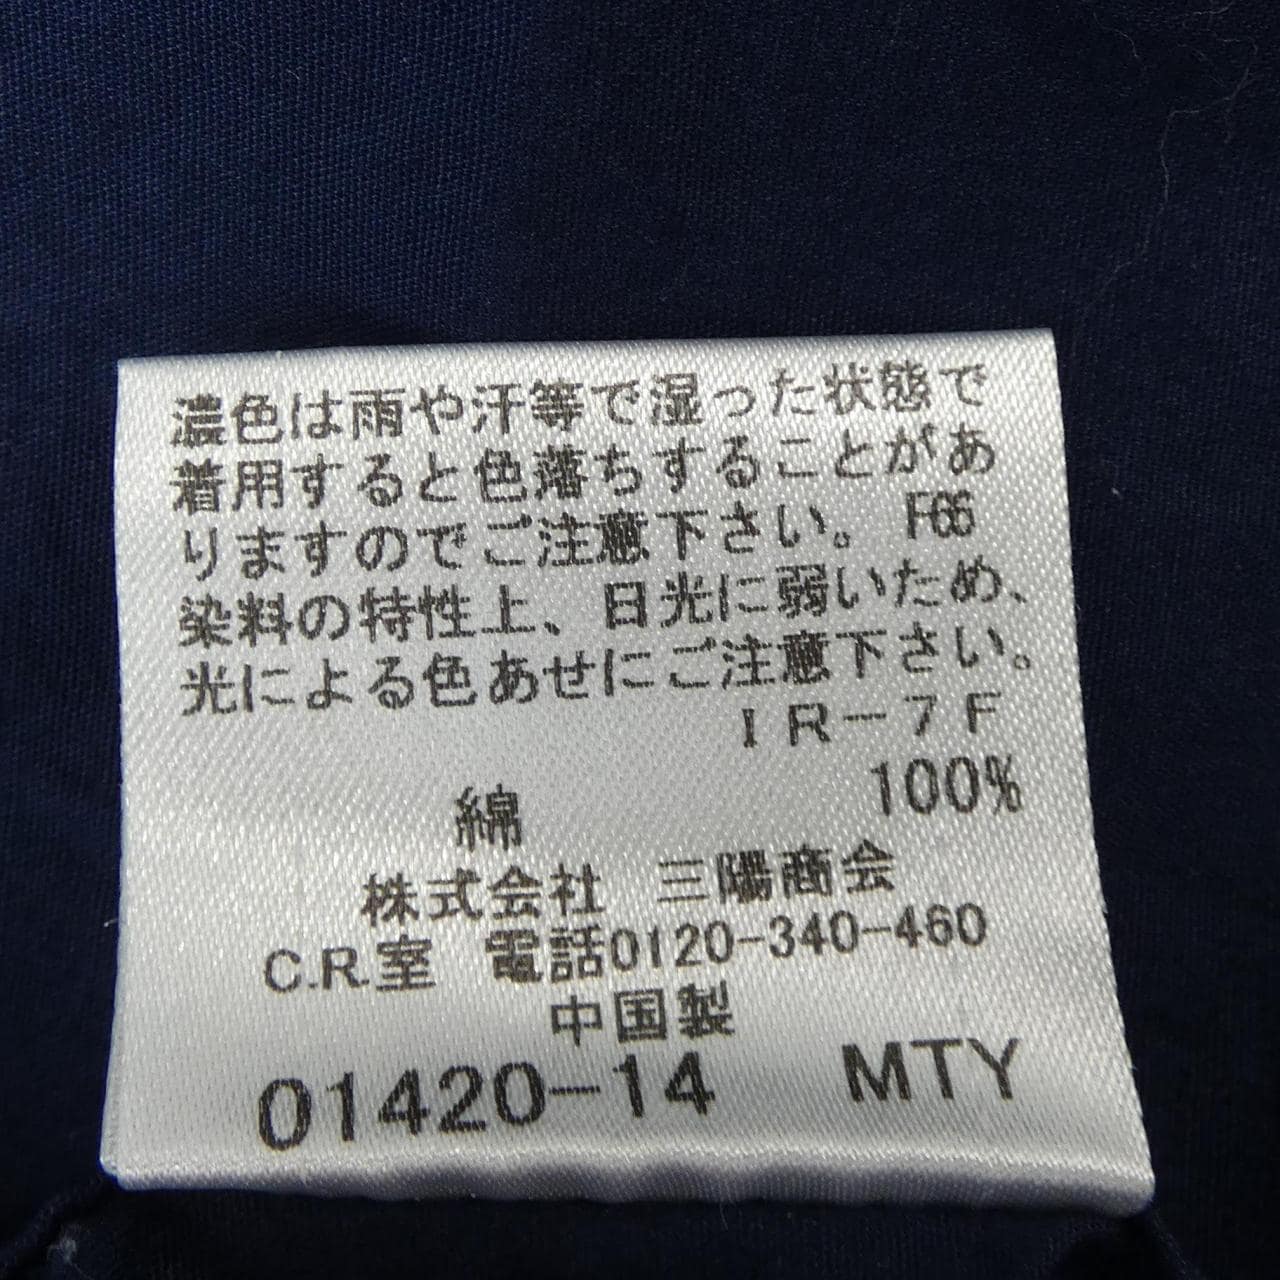 濃色は雨や汗等で湿った状態で
着用すると色落ちすることがあ
りますのでご注意下さい。 F66
染料の特性上、日光に弱いため、
光による色あせにご注意下さい。
IR-7F
綿 100%
株式会社 三陽商会
C.R.室 電話0120-340-460
中国製
01420-14 MTY